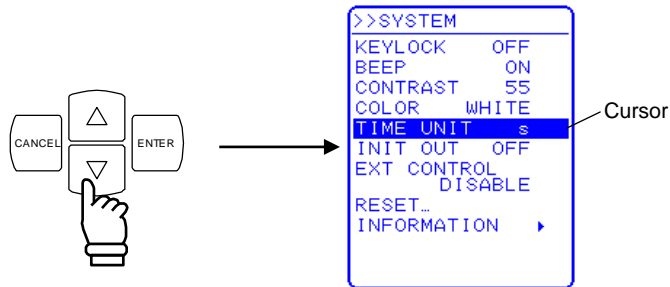 >>SYSTEM
KEYLOCK OFF
BEEP ON
CONTRAST 55
COLOR WHITE
TIME UNIT s
INIT OUT OFF
EXT CONTROL
DISABLE
RESET…
INFORMATION
Cursor
CANCEL
ENTER